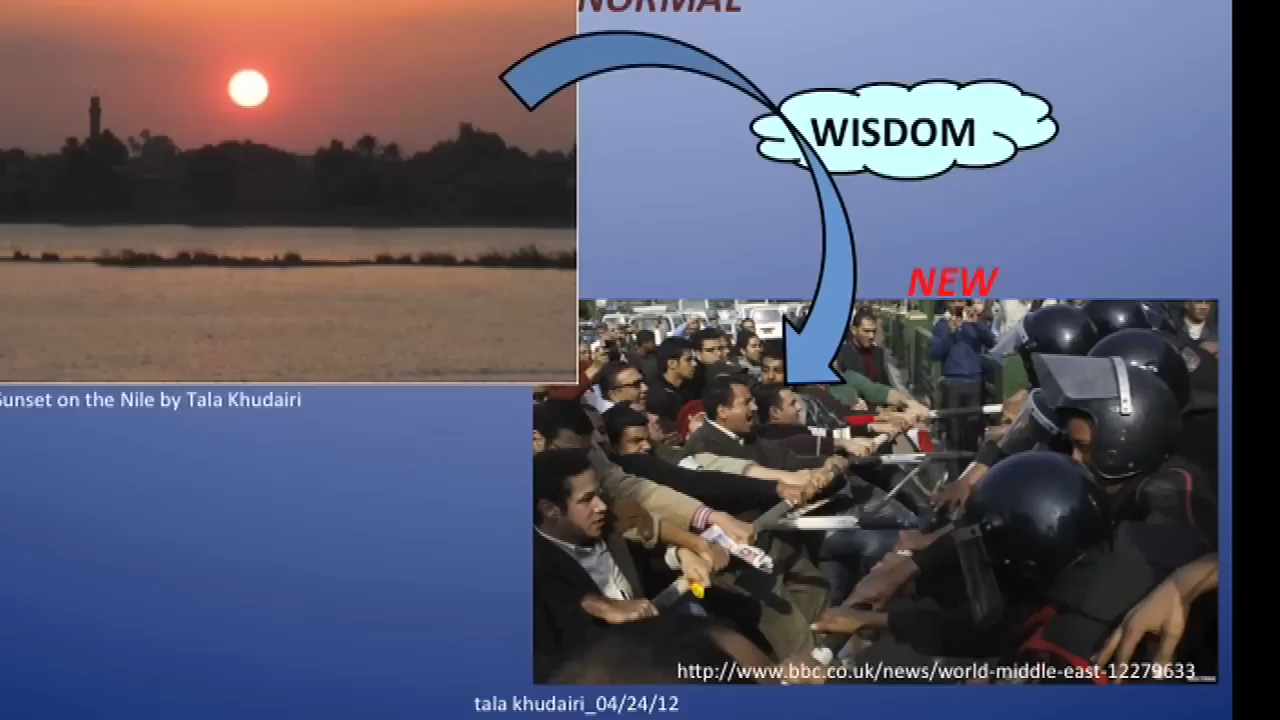 NORMAL
WISDOM
NEW
Sunset on the Nile by Tala Khudairi
http://www.bbc.co.uk/news/world-middle-east-12279633
tala khudairi_04/24/12